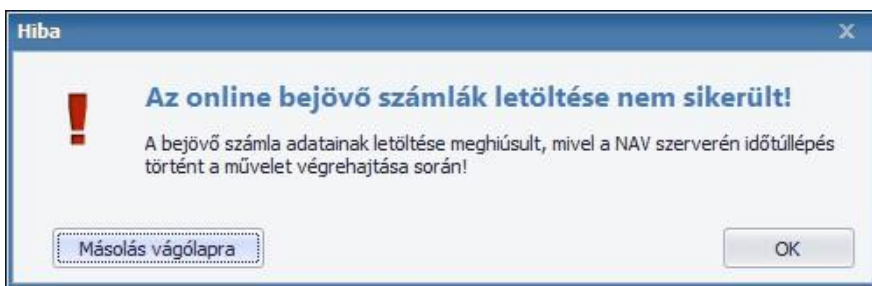 Hiba
Az online bejövő számlák letöltése nem sikerült!
A bejövő számla adatainak letöltése meghiúsult, mivel a NAV szerverén időtúllépés
történt a művelet végrehajtása során!
Másolás vágólapra
OK